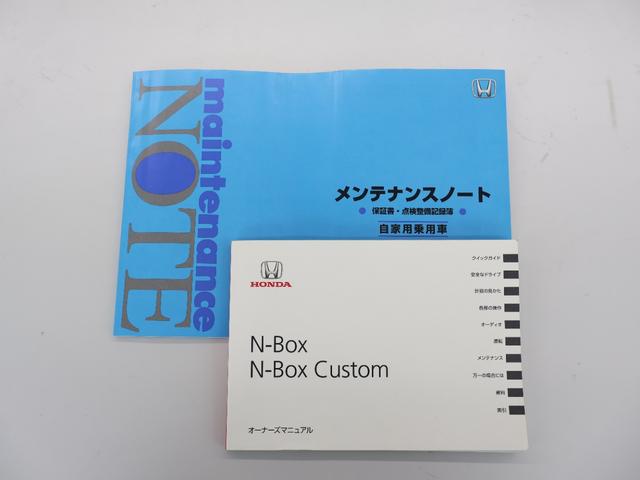 maintenance
NOTE
メンテナンスノート
保証書・点検整備記録簿
自家用乗用車
HONDA
N-Box
N-Box Custom
オーナーズマニュアル
クイックガイド
安全なドライブ
計器の見かた
各部の操作
オーディオ
運転
メンテナンス
万一の場合には
資料
索引